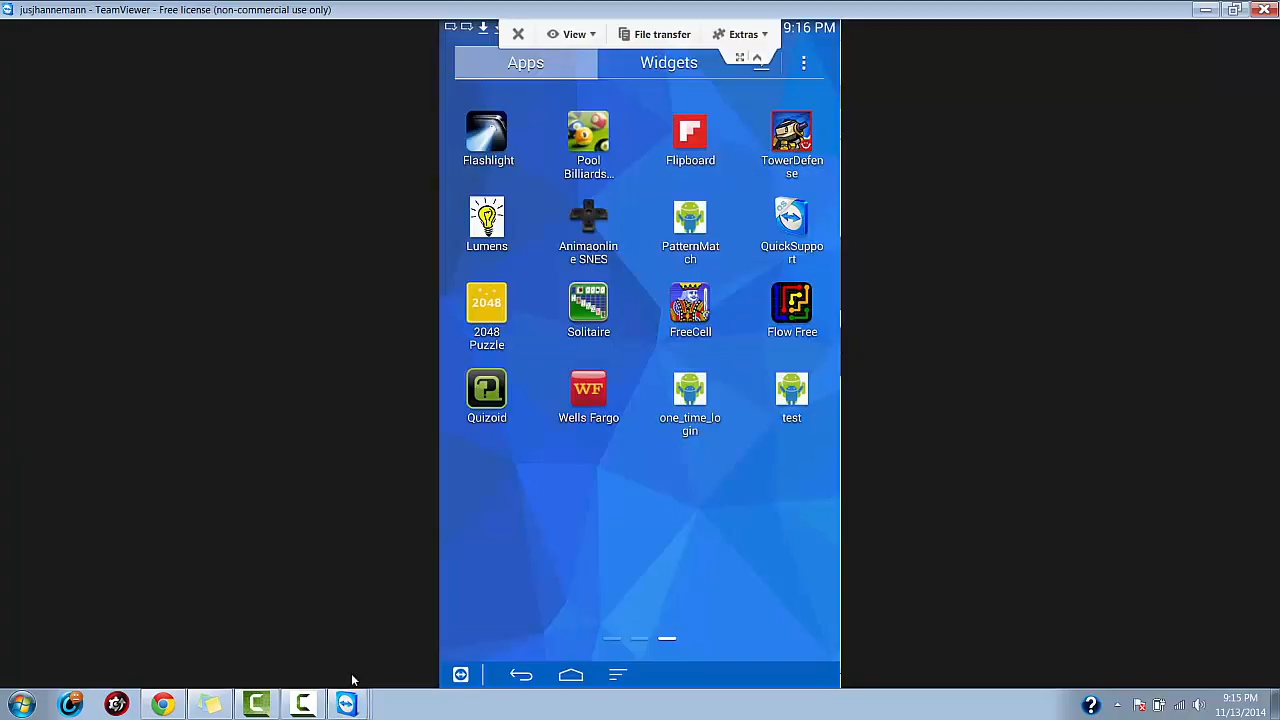 jusjhannemann - TeamViewer - Free license (non-commercial use only)
View
File transfer
Extras
9:16 PM
Apps
Widgets
Flashlight
Pool
Billiards...
Flipboard
TowerDefen
se
Lumens
Animaonlin
e SNES
PatternMat
ch
QS
QuickSuppo
rt
2048
2048
Puzzle
Solitaire
FreeCell
Flow Free
Quizoid
WF
Wells Fargo
one_time_lo
gin
test
9:15 PM
11/13/2014